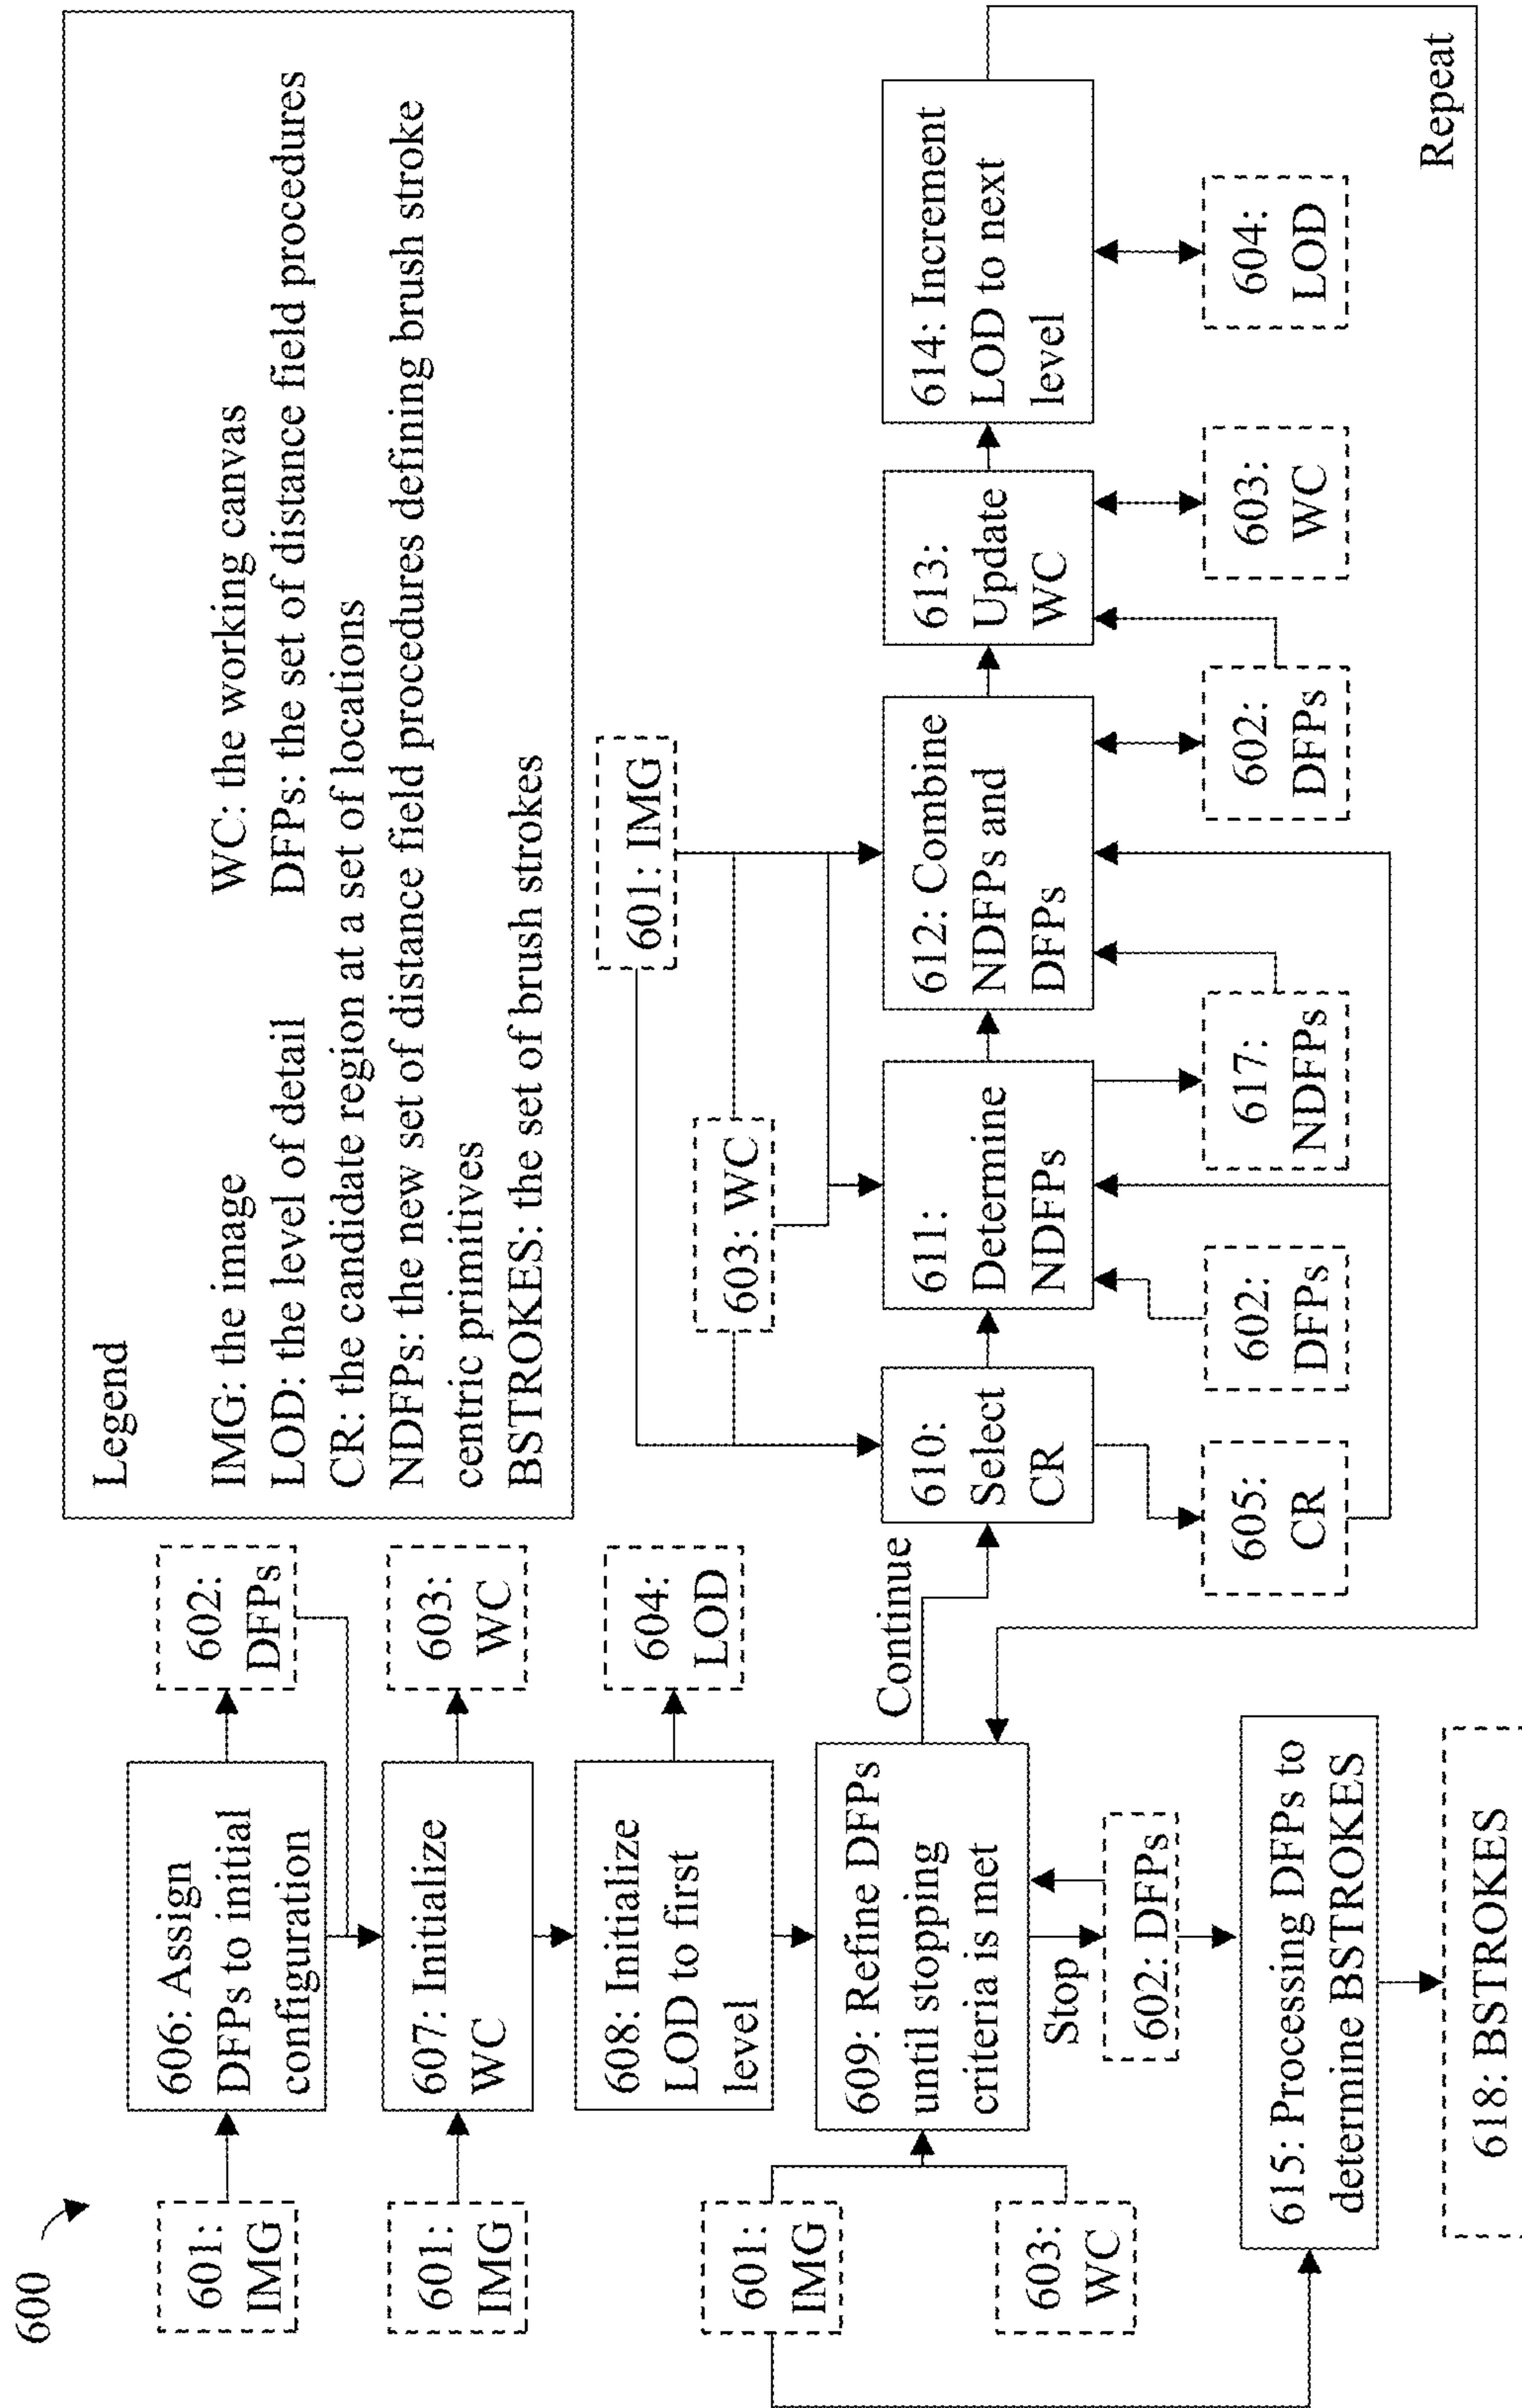 600
Legend
IMG: the image
WC: the working canvas
LOD: the level of detail
DFPs: the set of distance field procedures
CR: the candidate region at a set of locations
NDFPs: the new set of distance field procedures defining brush stroke
centric primitives
BSTROKES: the set of brush strokes
601:
IMG
606: Assign
DFPs to initial
configuration
602:
DFPs
601:
IMG
607: Initialize
WC
603:
WC
608: Initialize
LOD to first
level
604:
LOD
601:
IMG
603:
WC
609: Refine DFPs
until stopping
criteria is met
Continue
Stop
602: DFPs
615: Processing DFPs to
determine BSTROKES
618: BSTROKES
601: IMG
603: WC
610:
Select
CR
611:
Determine
NDFPs
612: Combine
NDFPs and
DFPs
613:
Update
WC
614: Increment
LOD to next
level
605:
CR
602:
DFPs
617:
NDFPs
602:
DFPs
603:
WC
604:
LOD
Repeat